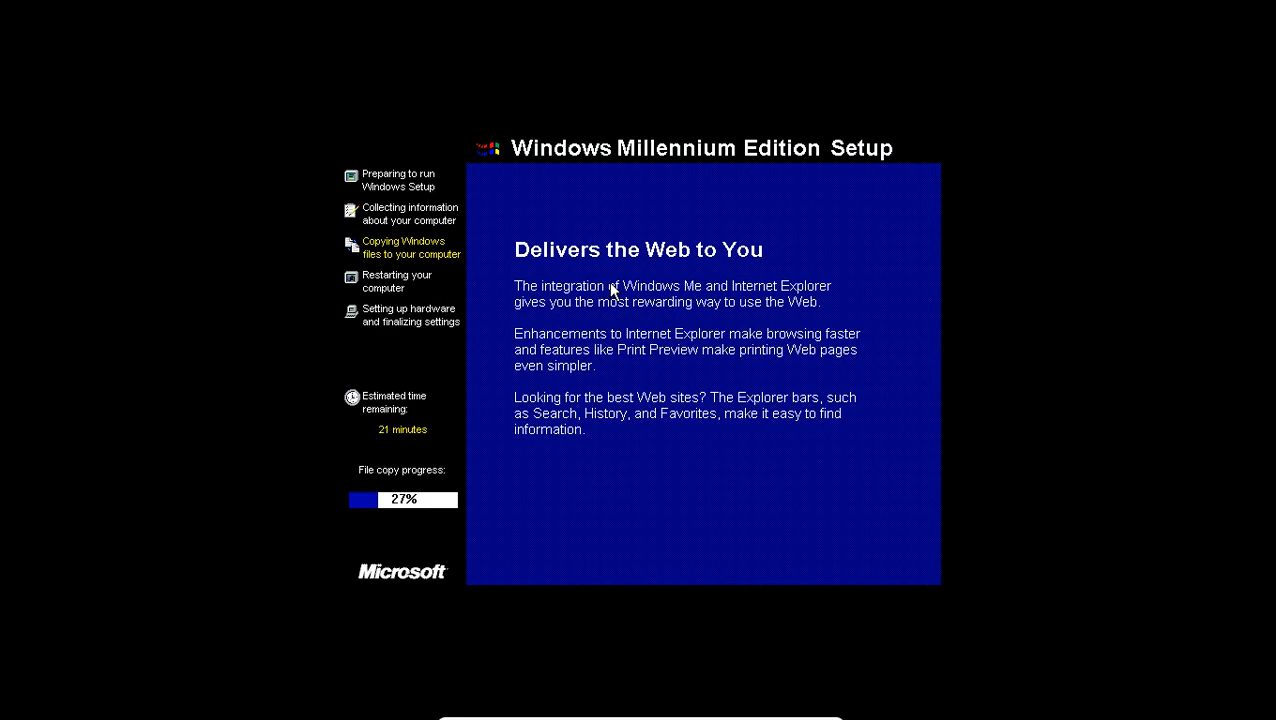 Windows Millennium Edition Setup
Preparing to run
Windows Setup
Collecting information
about your computer
Copying Windows
files to your computer
Restarting your
computer
Setting up hardware
and finalizing settings
Estimated time
remaining:
21 minutes
File copy progress:
27%
Microsoft
Delivers the Web to You
The integration of Windows Me and Internet Explorer
gives you the most rewarding way to use the Web.
Enhancements to Internet Explorer make browsing faster
and features like Print Preview make printing Web pages
even simpler.
Looking for the best Web sites? The Explorer bars, such
as Search, History, and Favorites, make it easy to find
information.